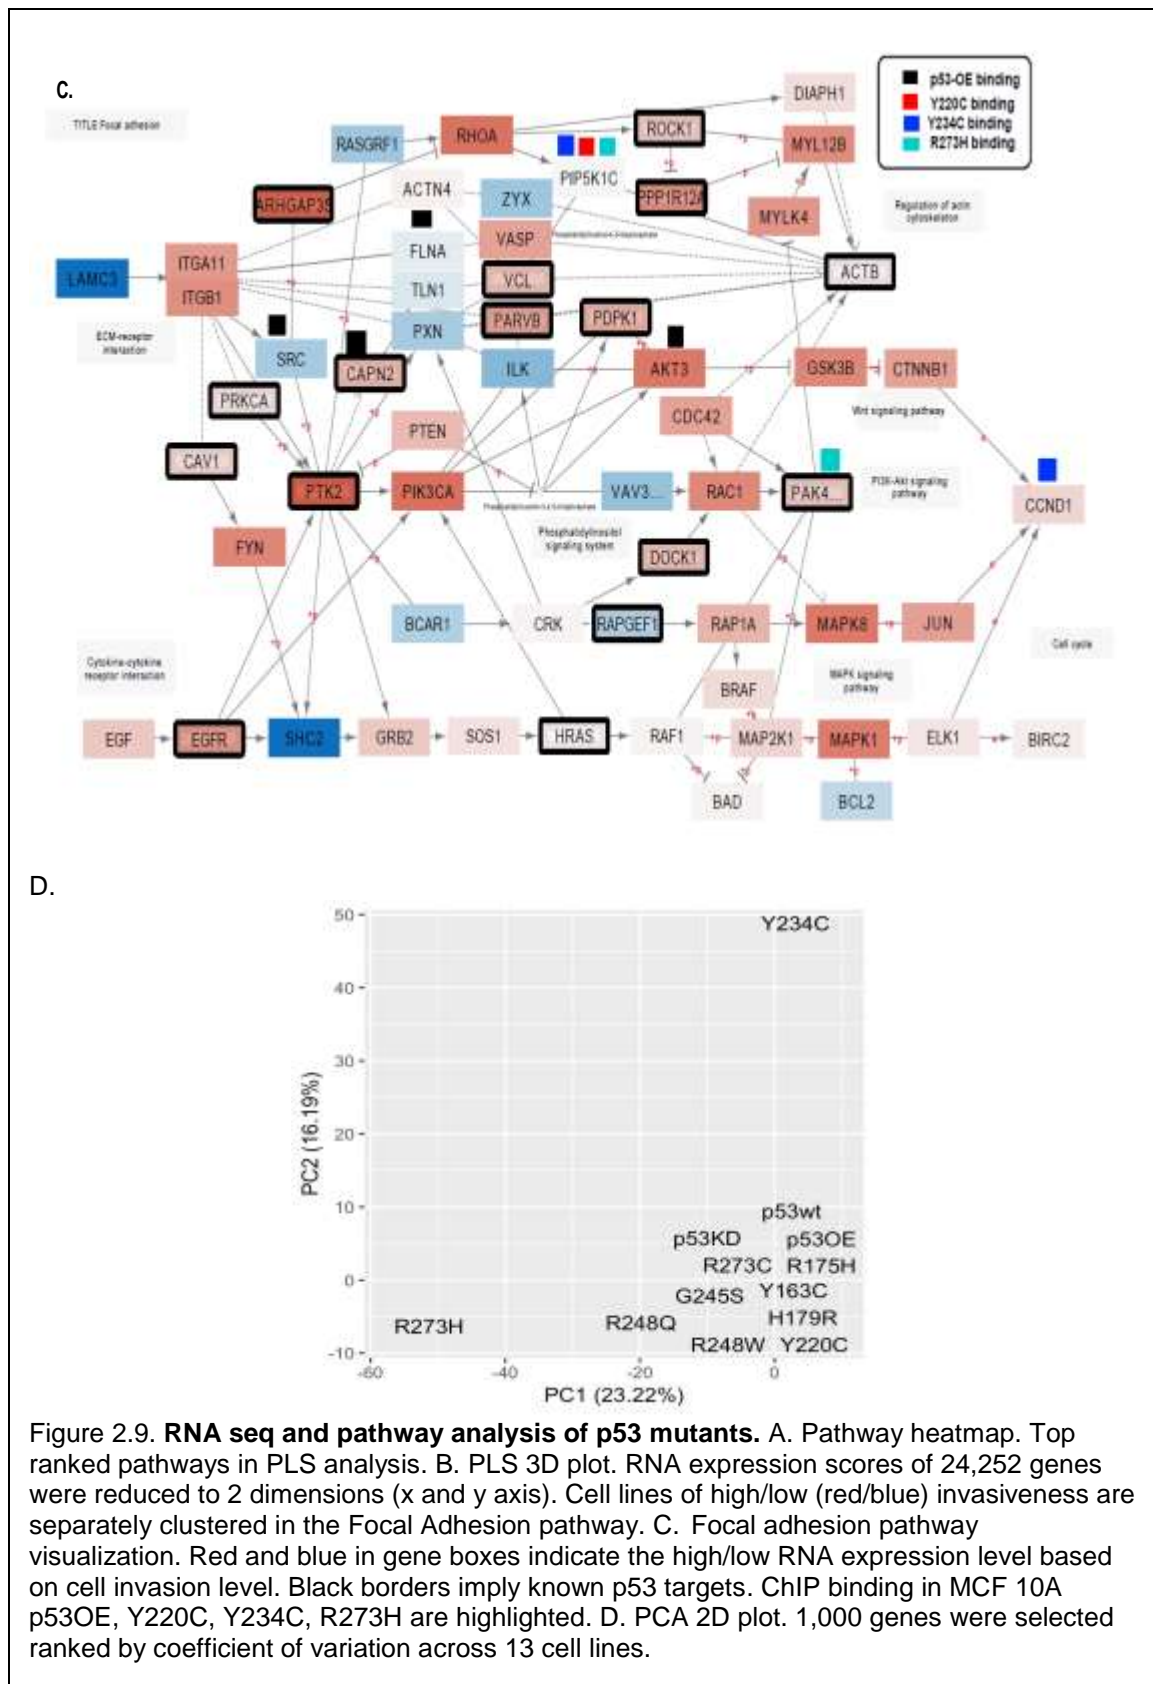 C.
TITLE Focal adhesion
DIAPH1
p53-OE binding
Y220C binding
Y234C binding
R273H binding
RASGRF1
RHOA
ROCK1
MYL12B
PIP5K1C
ACTN4
ARHGAP35
ZYX
PPP1R12A
MYLK4
Regulation of actin
cytoskeleton
FLNA
VASP
ITGA11
LAMC3
ITGB1
TLN1
VCL
ACTB
PXN
PARVB
PDPK1
ECM-receptor
interaction
SRC
CAPN2
ILK
AKT3
GSK3B
CTNNB1
PRKCA
CDC42
Wnt signaling pathway
PTEN
CAV1
PTK2
PIK3CA
VAV3...
RAC1
PAK4...
PI3K-Akt signaling
pathway
CCND1
FYN
Phosphatidylinositol
signaling system
DOCK1
BCAR1
CRK
RAPGEF1
RAP1A
MAPK8
JUN
Cell cycle
Cytokine-cytokine
receptor interaction
BRAF
MAPK signaling
pathway
EGF
EGFR
SHC2
GRB2
SOS1
HRAS
RAF1
MAP2K1
MAPK1
ELK1
BIRC2
BAD
BCL2
D.
50
Y234C
40
30
20
10
0
-10
PC2 (16.19%)
p53wt
p53KD
p53OE
R273C
R175H
G245S
Y163C
R273H
R248Q
H179R
R248W
Y220C
-60
-40
-20
0
PC1 (23.22%)
Figure 2.9. RNA seq and pathway analysis of p53 mutants. A. Pathway heatmap. Top
ranked pathways in PLS analysis. B. PLS 3D plot. RNA expression scores of 24,252 genes
were reduced to 2 dimensions (x and y axis). Cell lines of high/low (red/blue) invasiveness are
separately clustered in the Focal Adhesion pathway. C. Focal adhesion pathway
visualization. Red and blue in gene boxes indicate the high/low RNA expression level based
on cell invasion level. Black borders imply known p53 targets. ChIP binding in MCF 10A
p53OE, Y220C, Y234C, R273H are highlighted. D. PCA 2D plot. 1,000 genes were selected
ranked by coefficient of variation across 13 cell lines.